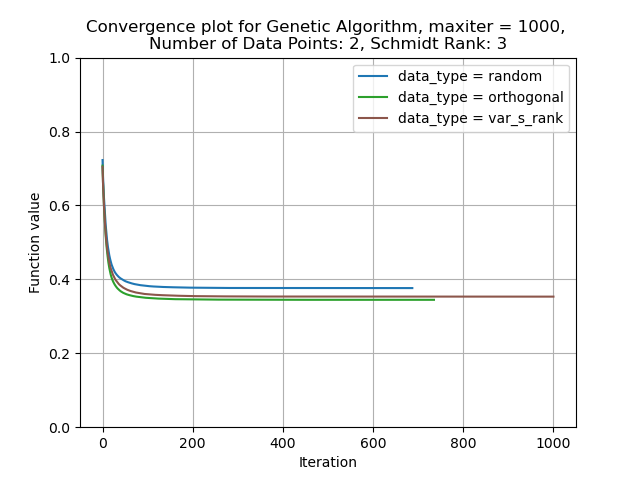 Convergence plot for Genetic Algorithm, maxiter = 1000,
Number of Data Points: 2, Schmidt Rank: 3
data_type = random
data_type = orthogonal
data_type = var_s_rank
Function value
1.0
0.8
0.6
0.4
0.2
0.0
0 200 400 600 800 1000
Iteration